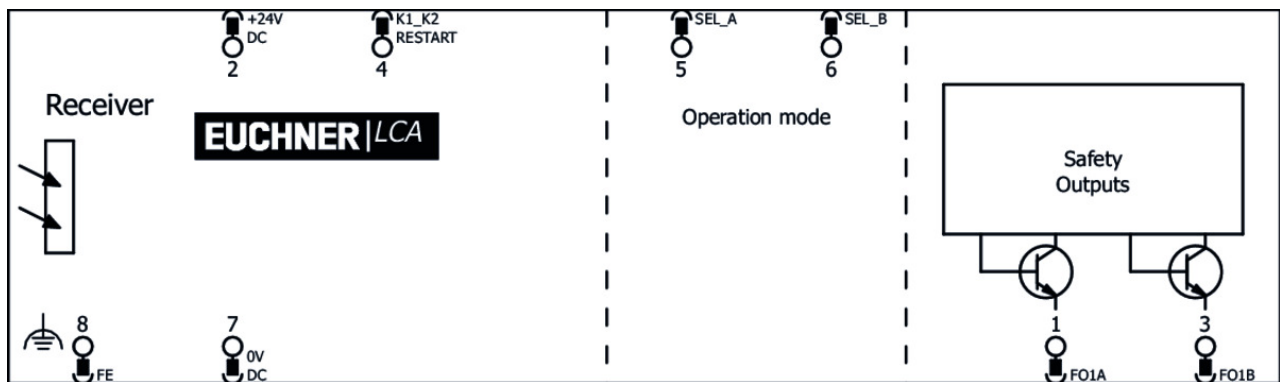 +24V
DC
2
K1_K2
RESTART
4
SEL_A
5
SEL_B
6
Receiver
EUCHNER LCA
Operation mode
Safety
Outputs
8
FE
7
0V
DC
1
FO1A
3
FO1B